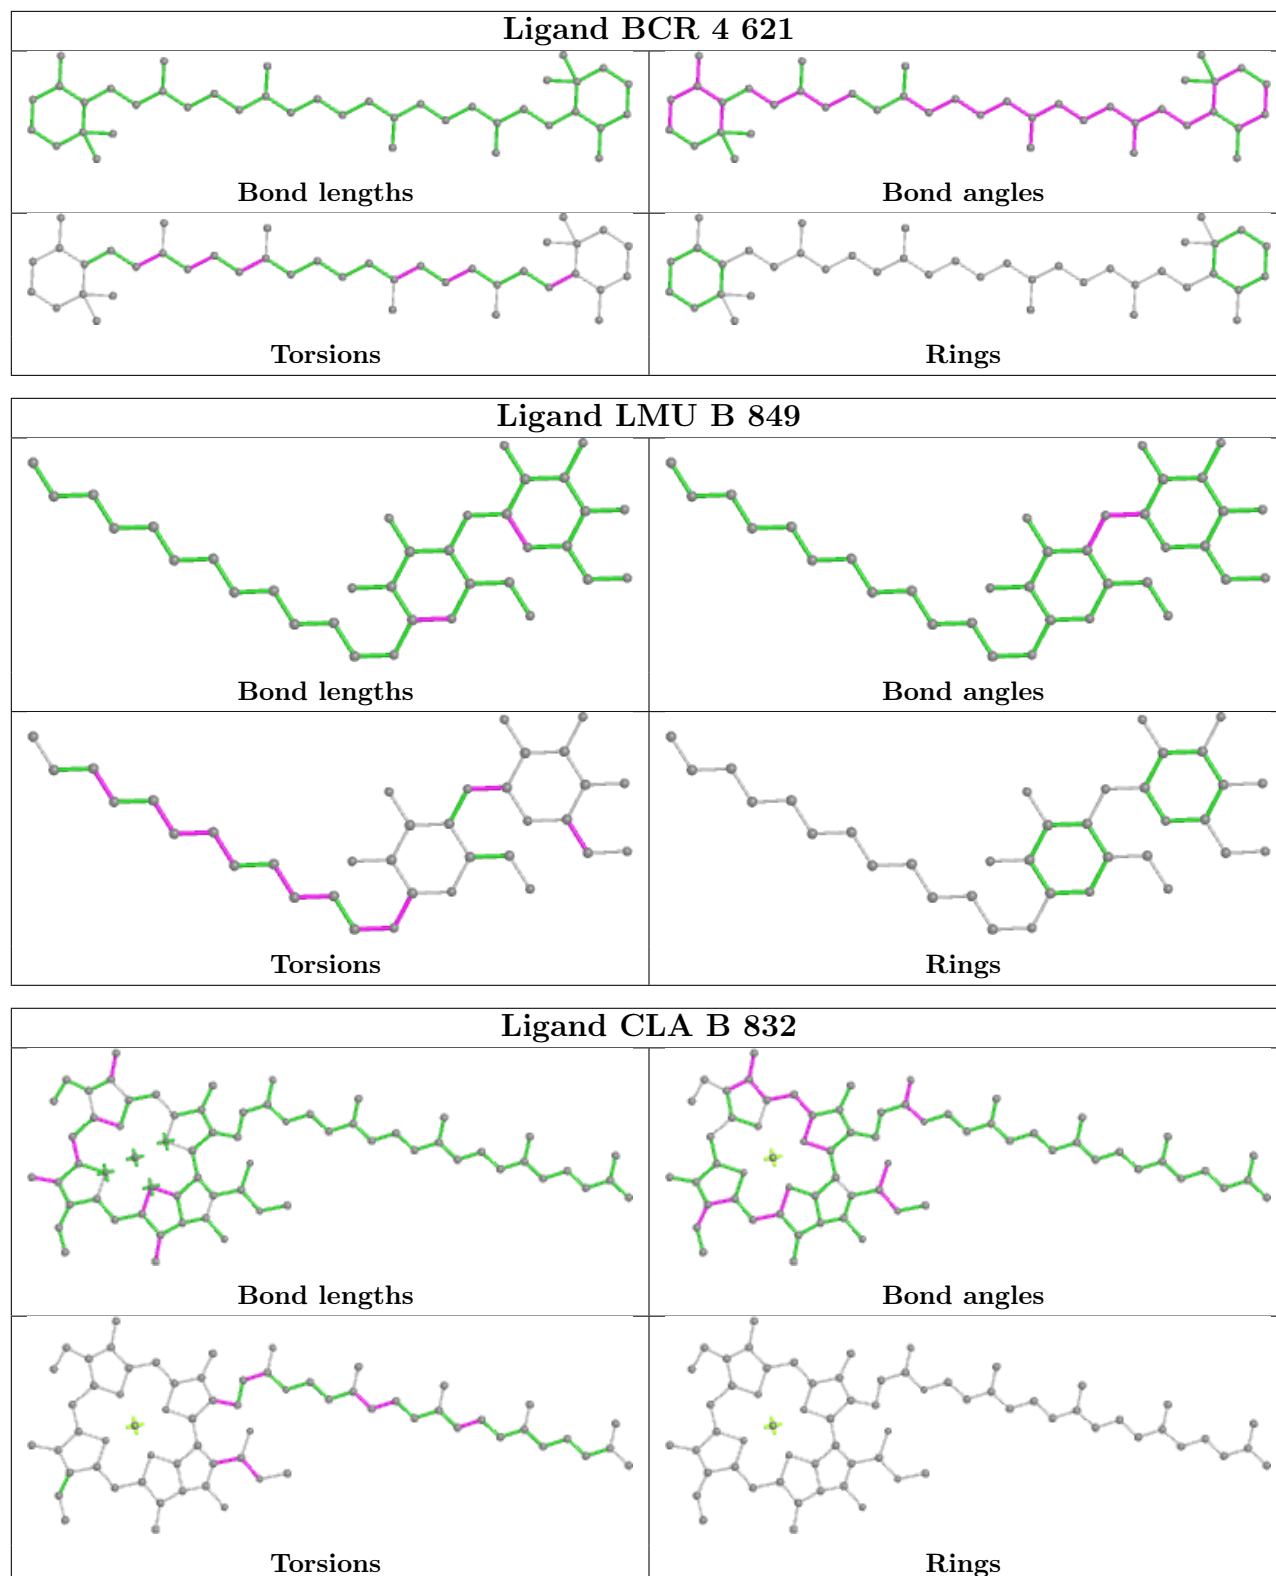 Ligand BCR 4 621
Bond lengths
Bond angles
Torsions
Rings
Ligand LMU B 849
Bond lengths
Bond angles
Torsions
Rings
Ligand CLA B 832
Bond lengths
Bond angles
Torsions
Rings